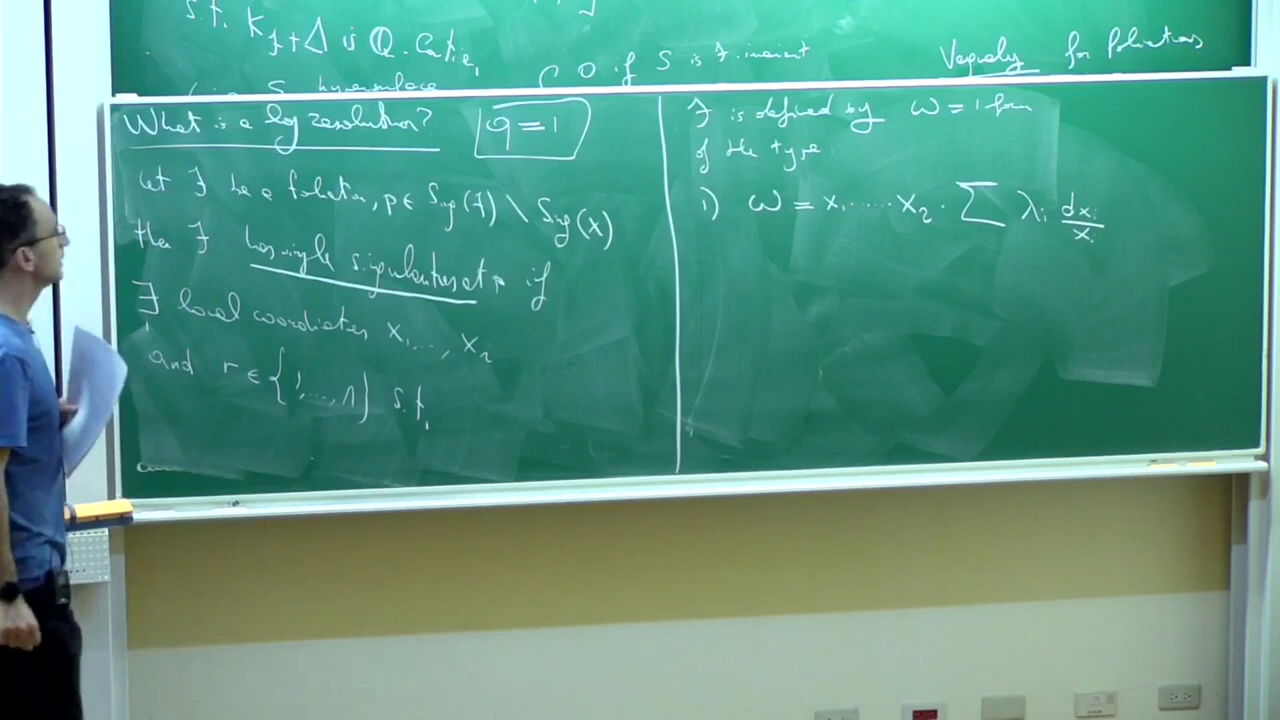 s.t. K_F + Δ is Q. Cartier,
S hypersurface
0 if S is F. invariant
Vaguely for foliations
What is a log resolution? q = 1
Let F be a foliation, p ∈ Sing(F) \ Sing(X)
then F has simple singularities at p if
∃ local coordinates x_1, ..., x_n
and r ∈ {1, ..., n} s.t.
F is defined by ω = 1 form
of the type
1) ω = x_1 ..... x_r · Σ λ_i dx_i/x_i